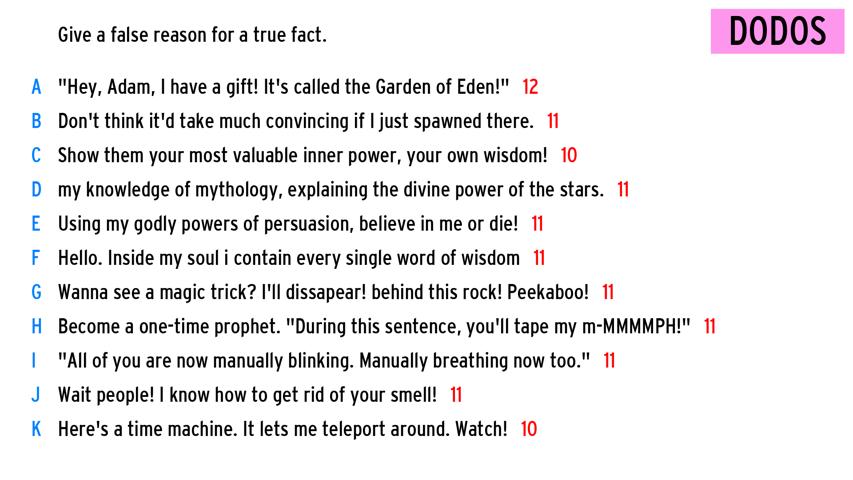 Give a false reason for a true fact.
DODOS
A "Hey, Adam, I have a gift! It's called the Garden of Eden!" 12
B Don't think it'd take much convincing if I just spawned there. 11
C Show them your most valuable inner power, your own wisdom! 10
D my knowledge of mythology, explaining the divine power of the stars. 11
E Using my godly powers of persuasion, believe in me or die! 11
F Hello. Inside my soul i contain every single word of wisdom 11
G Wanna see a magic trick? I'll dissapear! behind this rock! Peekaboo! 11
H Become a one-time prophet. "During this sentence, you'll tape my m-MMMMPH!" 11
I "All of you are now manually blinking. Manually breathing now too." 11
J Wait people! I know how to get rid of your smell! 11
K Here's a time machine. It lets me teleport around. Watch! 10